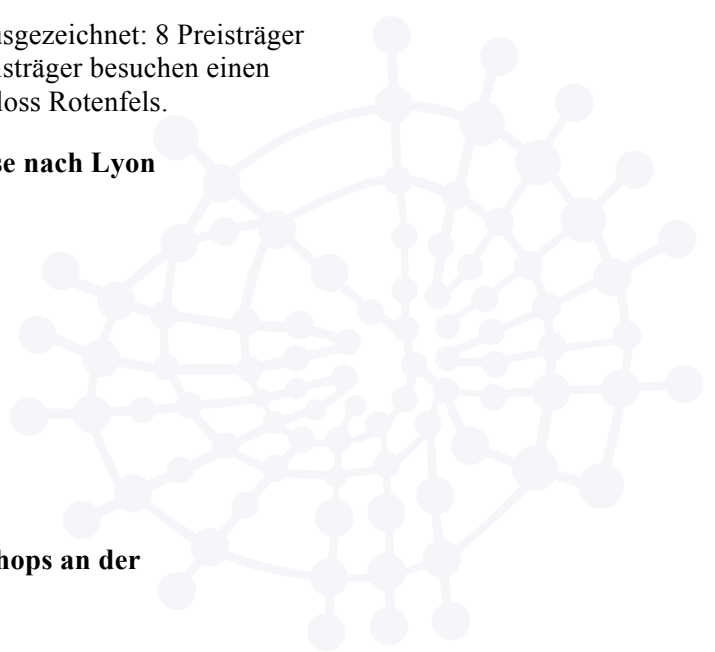 usgezeichnet: 8 Preisträger
isträger besuchen einen
loss Rotenfels.
se nach Lyon
hops an der